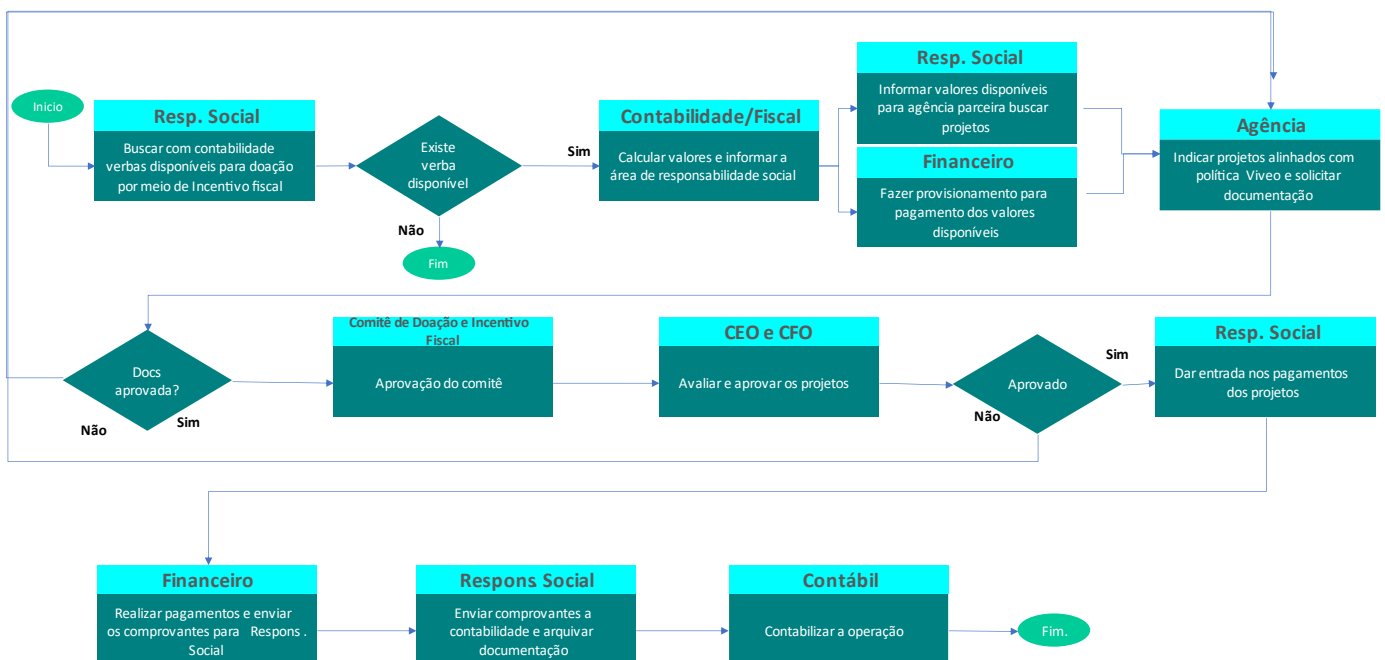 Inicio
Resp. Social
Buscar com contabilidade
verbas disponíveis para doação
por meio de Incentivo fiscal
Existe
verba
disponível
Sim
Não
Fim
Contabilidade/Fiscal
Calcular valores e informar a
área de responsabilidade social
Resp. Social
Informar valores disponíveis
para agência parceira buscar
projetos
Financeiro
Fazer provisionamento para
pagamento dos valores
disponíveis
Agência
Indicar projetos alinhados com
política Viveo e solicitar
documentação
Docs
aprovada?
Não
Sim
Comitê de Doação e Incentivo
Fiscal
Aprovação do comitê
CEO e CFO
Avaliar e aprovar os projetos
Aprovado
Sim
Não
Resp. Social
Dar entrada nos pagamentos
dos projetos
Financeiro
Realizar pagamentos e enviar
os comprovantes para Respons .
Social
Respons. Social
Enviar comprovantes a
contabilidade e arquivar
documentação
Contábil
Contabilizar a operação
Fim.